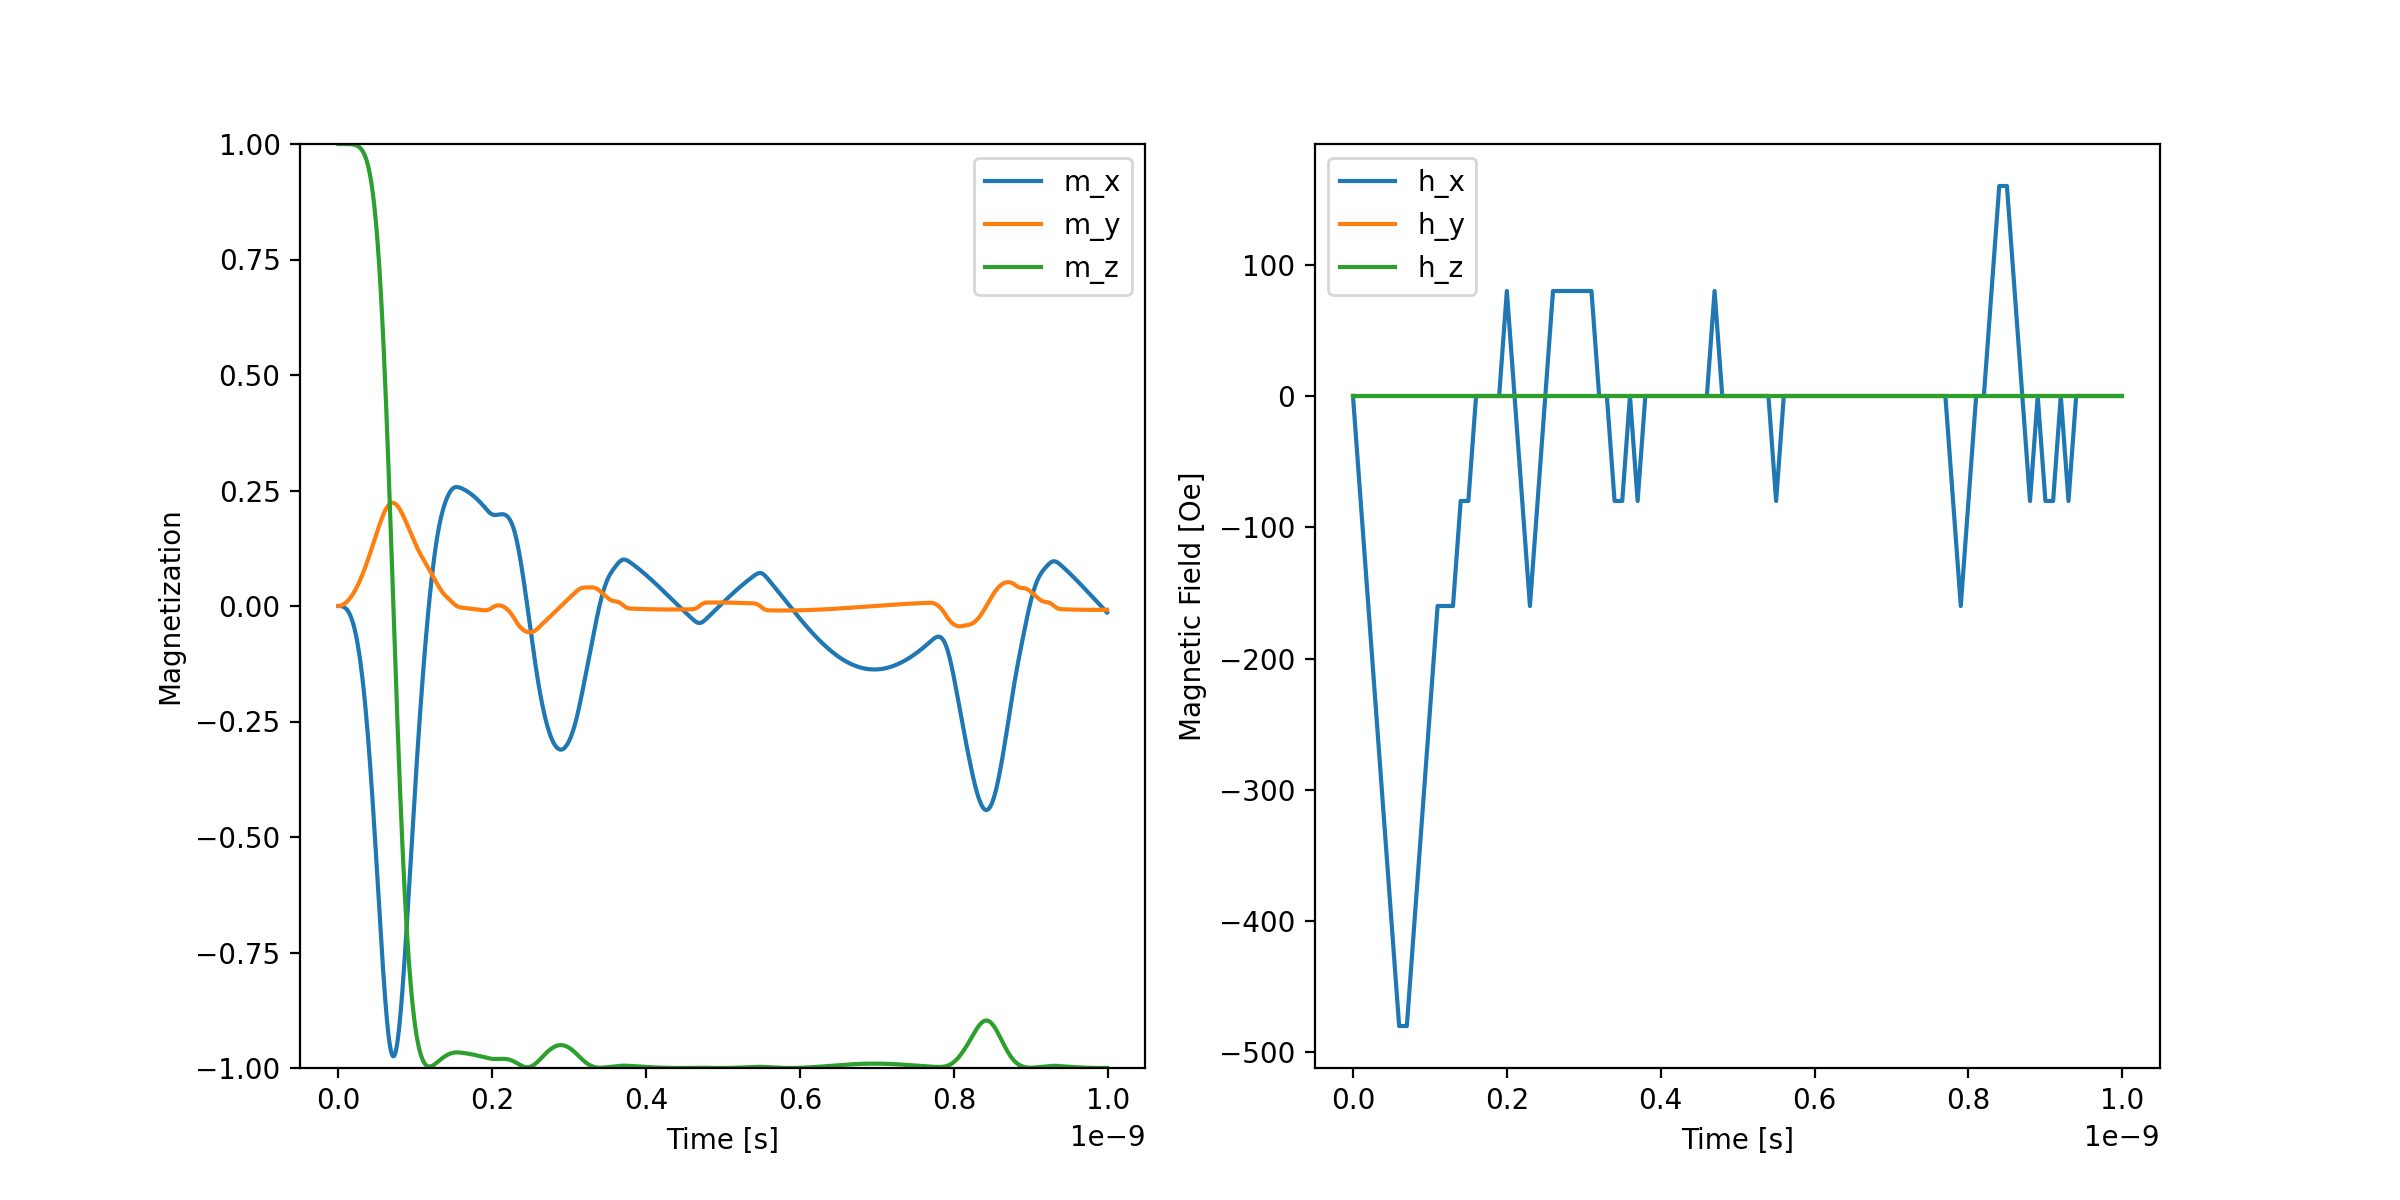 Magnetization
1.00
0.75
0.50
0.25
0.00
−0.25
−0.50
−0.75
−1.00
m_x
m_y
m_z
0.0 0.2 0.4 0.6 0.8 1.0
Time [s]
1e−9
Magnetic Field [Oe]
100
0
−100
−200
−300
−400
−500
h_x
h_y
h_z
0.0 0.2 0.4 0.6 0.8 1.0
Time [s]
1e−9